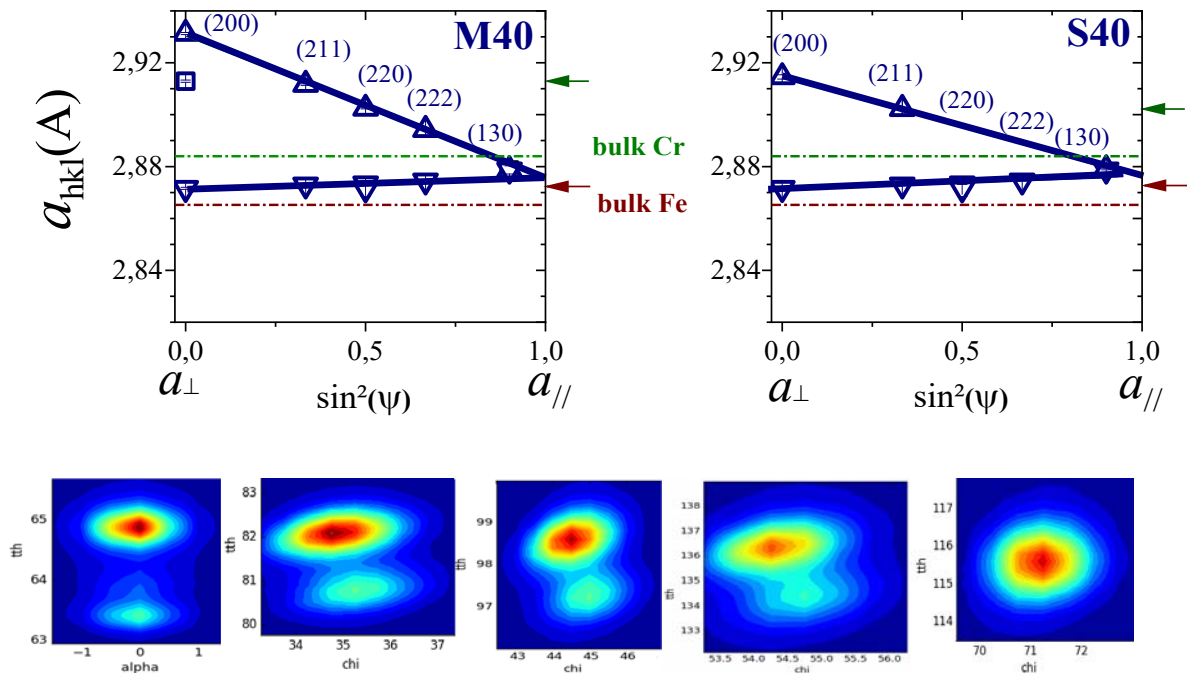 M40
(200)
(211)
(220)
(222)
(130)
2,92
2,88
2,84
a_hkl(A)
0,0
0,5
1,0
a⊥
sin²(ψ)
a//
bulk Cr
bulk Fe
S40
(200)
(211)
(220)
(222)
(130)
2,92
2,88
2,84
0,0
0,5
1,0
a⊥
sin²(ψ)
a//
65
64
63
tth
−1
0
1
alpha
83
82
81
80
tth
34
35
36
37
chi
99
98
97
tth
43
44
45
46
chi
138
137
136
135
134
133
tth
53.5
54.0
54.5
55.0
55.5
56.0
chi
117
116
115
114
tth
70
71
72
chi